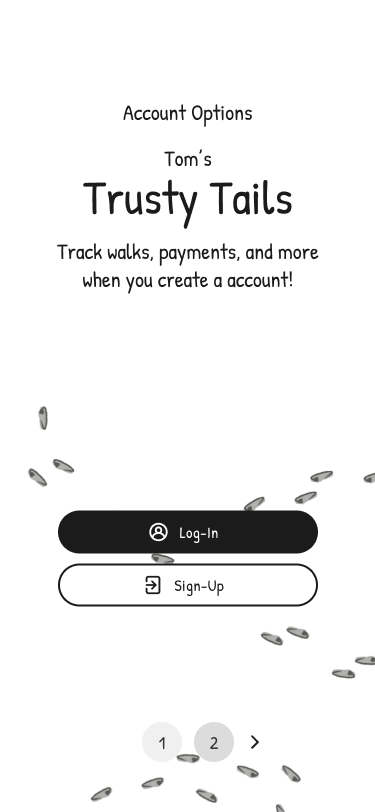 Account Options
Tom's
Trusty Tails
Track walks, payments, and more
when you create a account!
Log-In
Sign-Up
1 2